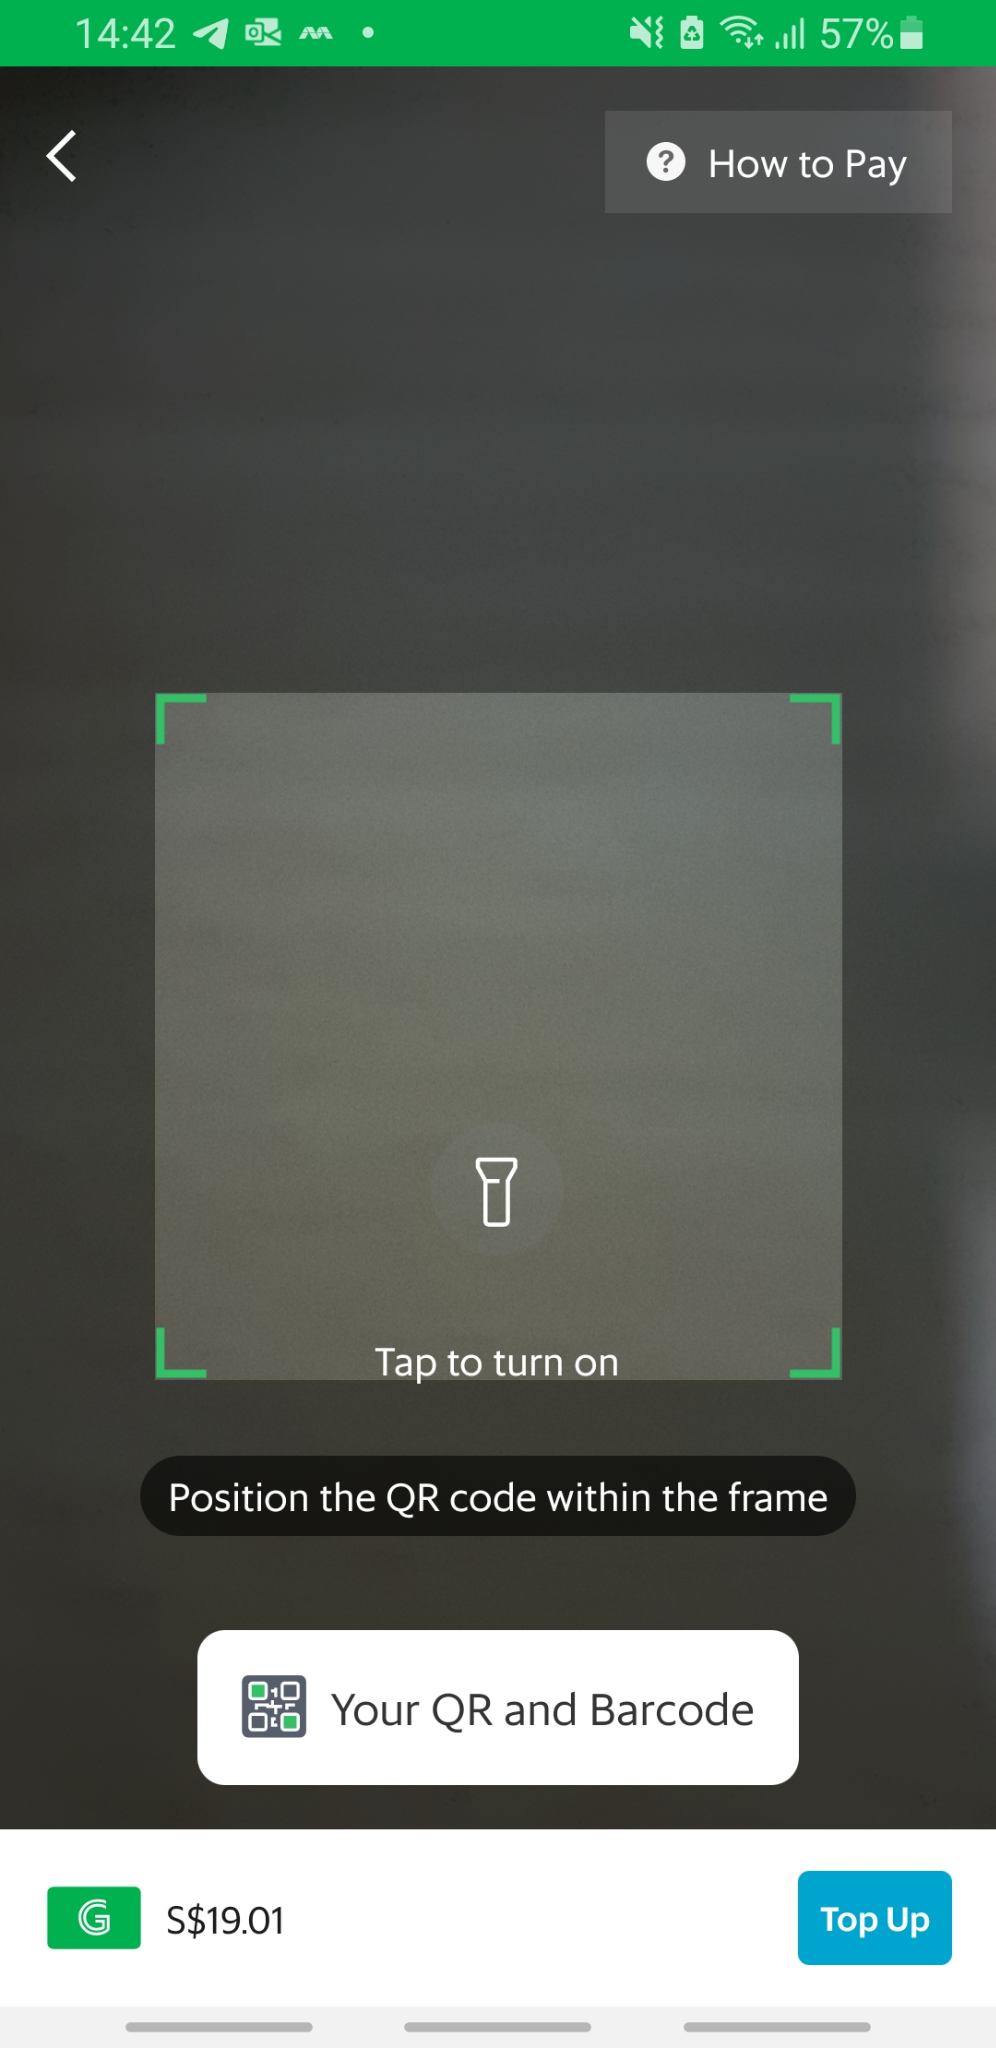 14:42
57%
How to Pay
Tap to turn on
Position the QR code within the frame
Your QR and Barcode
S$19.01
Top Up